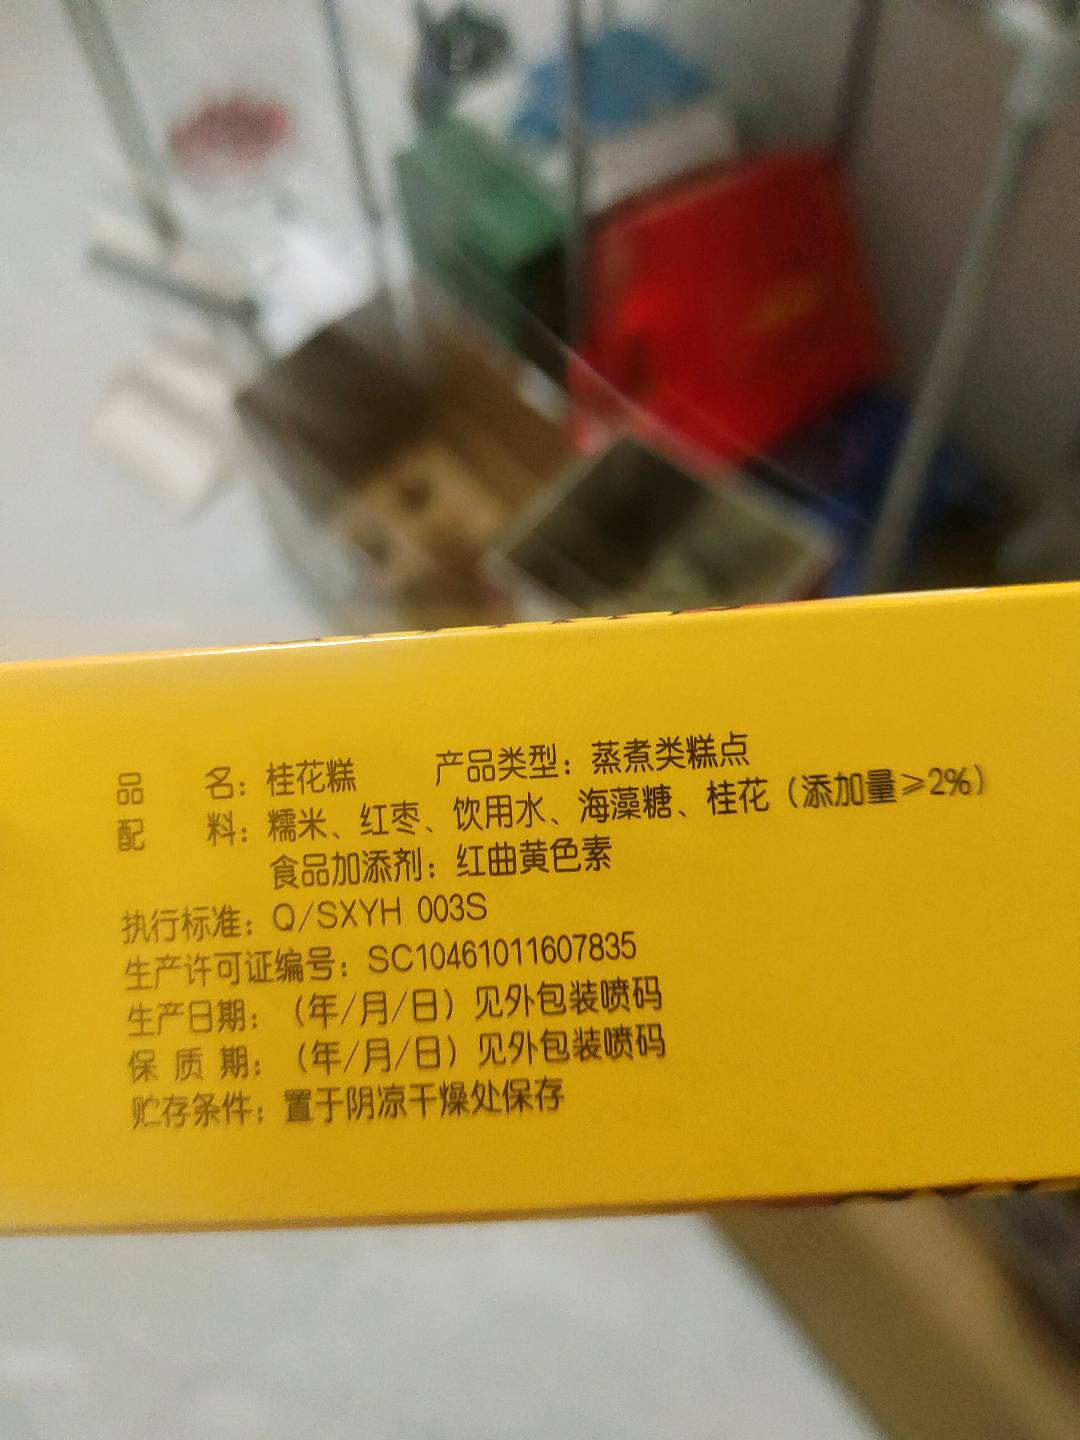 品 名：桂花糕 产品类型：蒸煮类糕点
配 料：糯米、红枣、饮用水、海藻糖、桂花（添加量≥2%）
食品加添剂：红曲黄色素
执行标准：Q/SXYH 003S
生产许可证编号：SC10461011607835
生产日期：（年/月/日）见外包装喷码
保 质 期：（年/月/日）见外包装喷码
贮存条件：置于阴凉干燥处保存